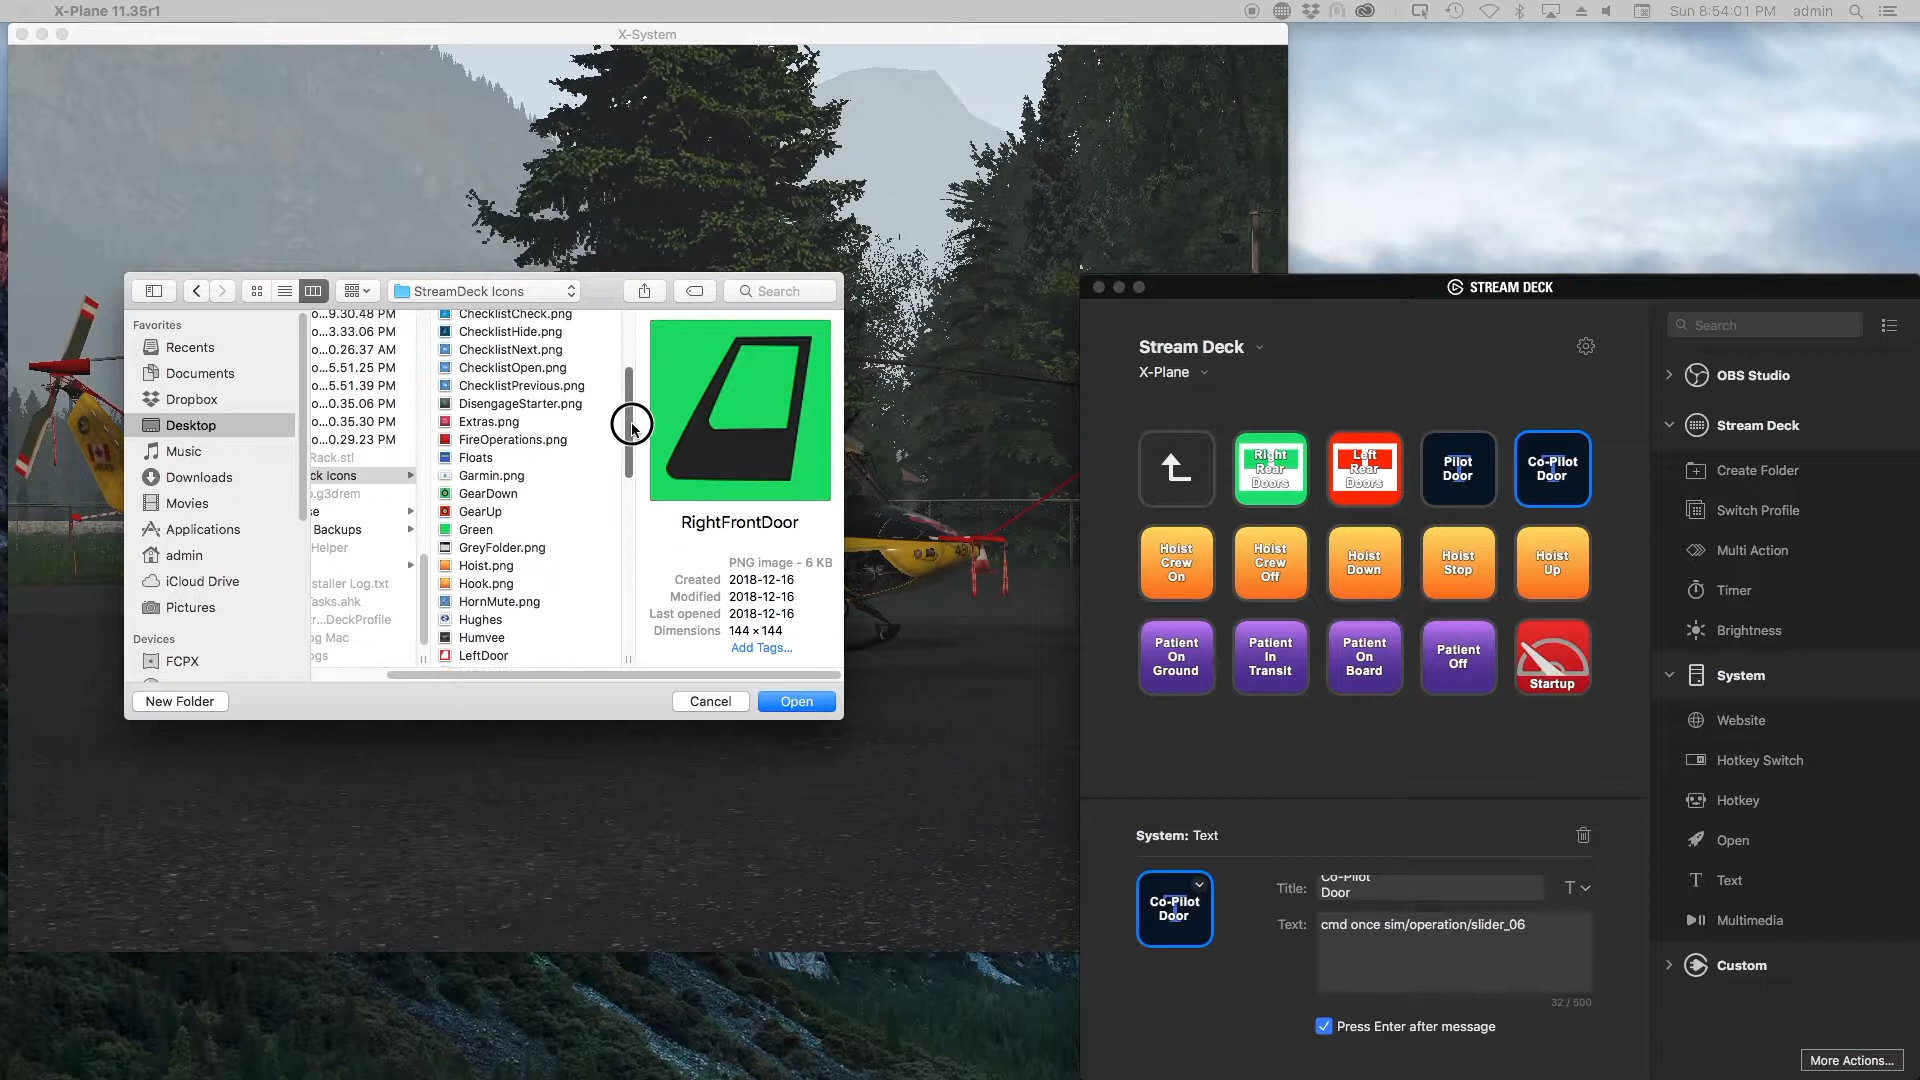 X-Plane 11.35r1
Sun 8:54:01 PM
admin
X-System
StreamDeck Icons
Search
Favorites
Recents
Documents
Dropbox
Desktop
Music
Downloads
Movies
Applications
admin
iCloud Drive
Pictures
Devices
FCPX
o...9.30.48 PM
o...3.33.06 PM
o...0.26.37 AM
o...5.51.25 PM
o...5.51.39 PM
o...0.35.06 PM
o...0.35.30 PM
o...0.29.23 PM
Rack.stl
ck Icons
o.g3drem
se
Backups
Helper
staller Log.txt
asks.ahk
r...DeckProfile
og Mac
ogs
ChecklistCheck.png
ChecklistHide.png
ChecklistNext.png
ChecklistOpen.png
ChecklistPrevious.png
DisengageStarter.png
Extras.png
FireOperations.png
Floats
Garmin.png
GearDown
GearUp
Green
GreyFolder.png
Hoist.png
Hook.png
HornMute.png
Hughes
Humvee
LeftDoor
RightFrontDoor
PNG image - 6 KB
Created 2018-12-16
Modified 2018-12-16
Last opened 2018-12-16
Dimensions 144 × 144
Add Tags...
New Folder
Cancel
Open
STREAM DECK
Stream Deck
X-Plane
Right
Rear
Doors
Left
Rear
Doors
Pilot
Door
Co-Pilot
Door
Hoist
Crew
On
Hoist
Crew
Off
Hoist
Down
Hoist
Stop
Hoist
Up
Patient
On
Ground
Patient
In
Transit
Patient
On
Board
Patient
Off
Startup
System: Text
Co-Pilot
Door
Title:
Co-Pilot
Door
T
Text:
cmd once sim/operation/slider_06
32 / 500
Press Enter after message
Search
OBS Studio
Stream Deck
Create Folder
Switch Profile
Multi Action
Timer
Brightness
System
Website
Hotkey Switch
Hotkey
Open
Text
Multimedia
Custom
More Actions...